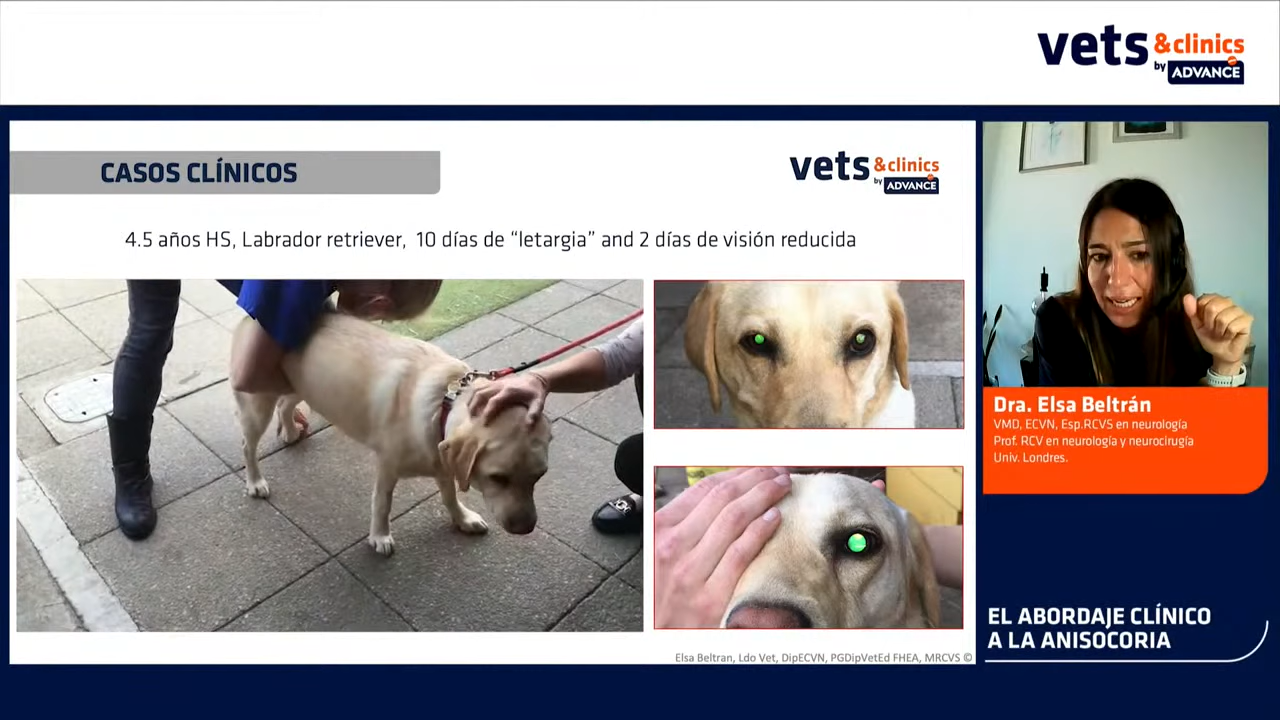 vets &clinics
by ADVANCE
CASOS CLÍNICOS
vets &clinics
by ADVANCE
4.5 años HS, Labrador retriever, 10 días de “letargia” and 2 días de visión reducida
Dra. Elsa Beltrán
VMD, ECVN, Esp.RCVS en neurología
Prof. RCV en neurología y neurocirugía
Univ. Londres.
EL ABORDAJE CLÍNICO
A LA ANISOCORIA
Elsa Beltran, Ldo Vet, DipECVN, PGDipVetEd FHEA, MRCVS ©